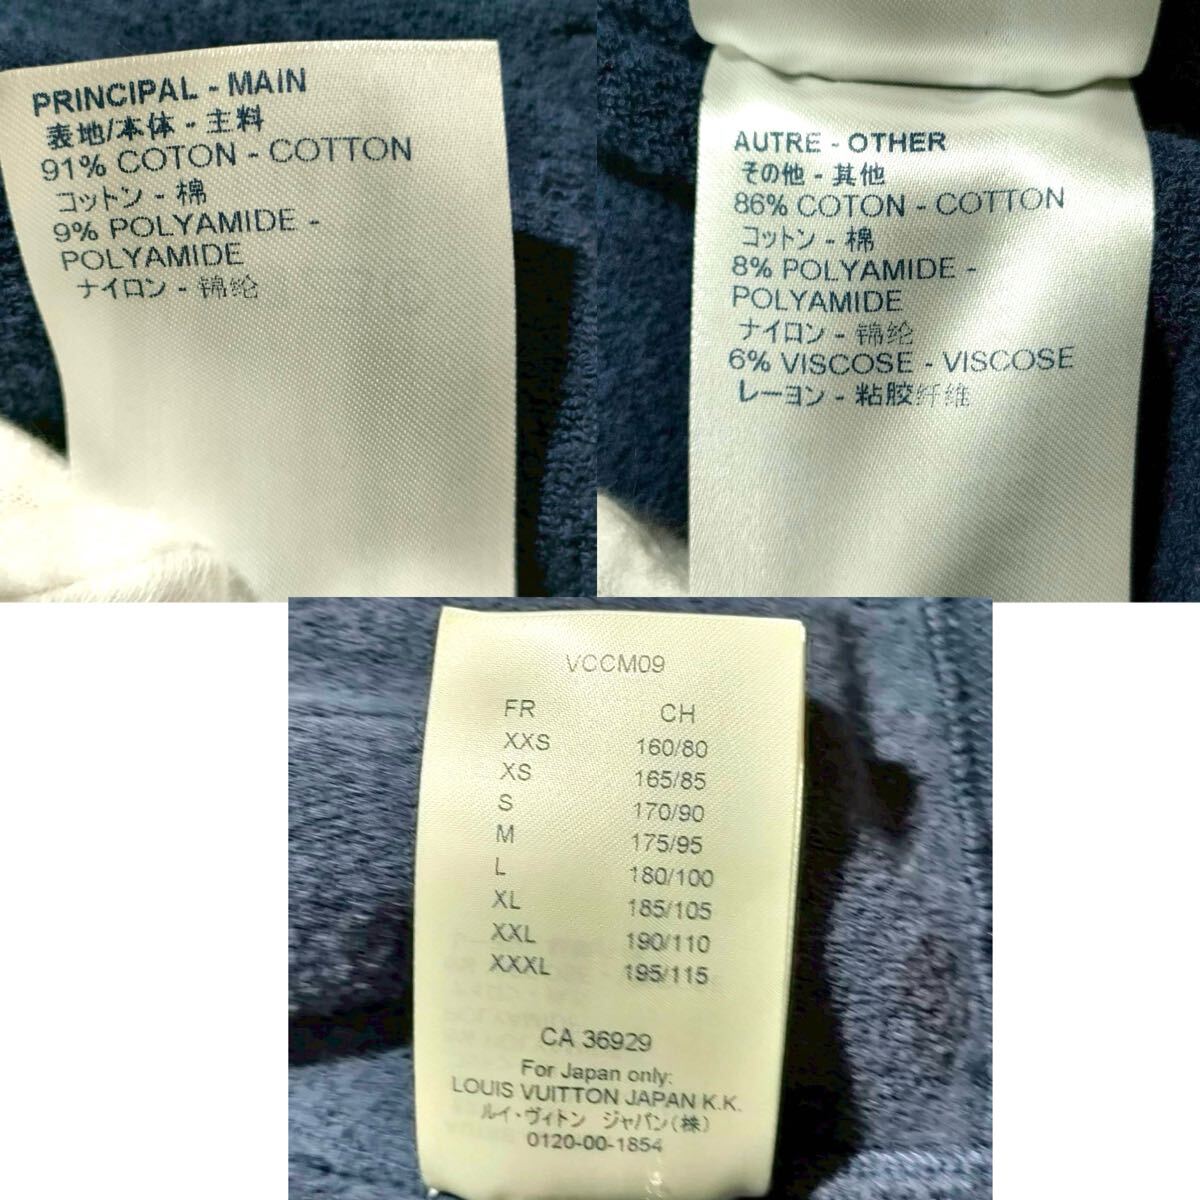 PRINCIPAL - MAIN
表地/本体 - 主料
91% COTON - COTTON
コットン - 棉
9% POLYAMIDE -
POLYAMIDE
ナイロン - 锦纶
AUTRE - OTHER
その他 - 其他
86% COTON - COTTON
コットン - 棉
8% POLYAMIDE -
POLYAMIDE
ナイロン - 锦纶
6% VISCOSE - VISCOSE
レーヨン - 粘胶纤维
VCCM09
FR CH
XXS 160/80
XS 165/85
S 170/90
M 175/95
L 180/100
XL 185/105
XXL 190/110
XXXL 195/115
CA 36929
For Japan only:
LOUIS VUITTON JAPAN K.K.
ルイ・ヴィトン ジャパン(株)
0120-00-1854